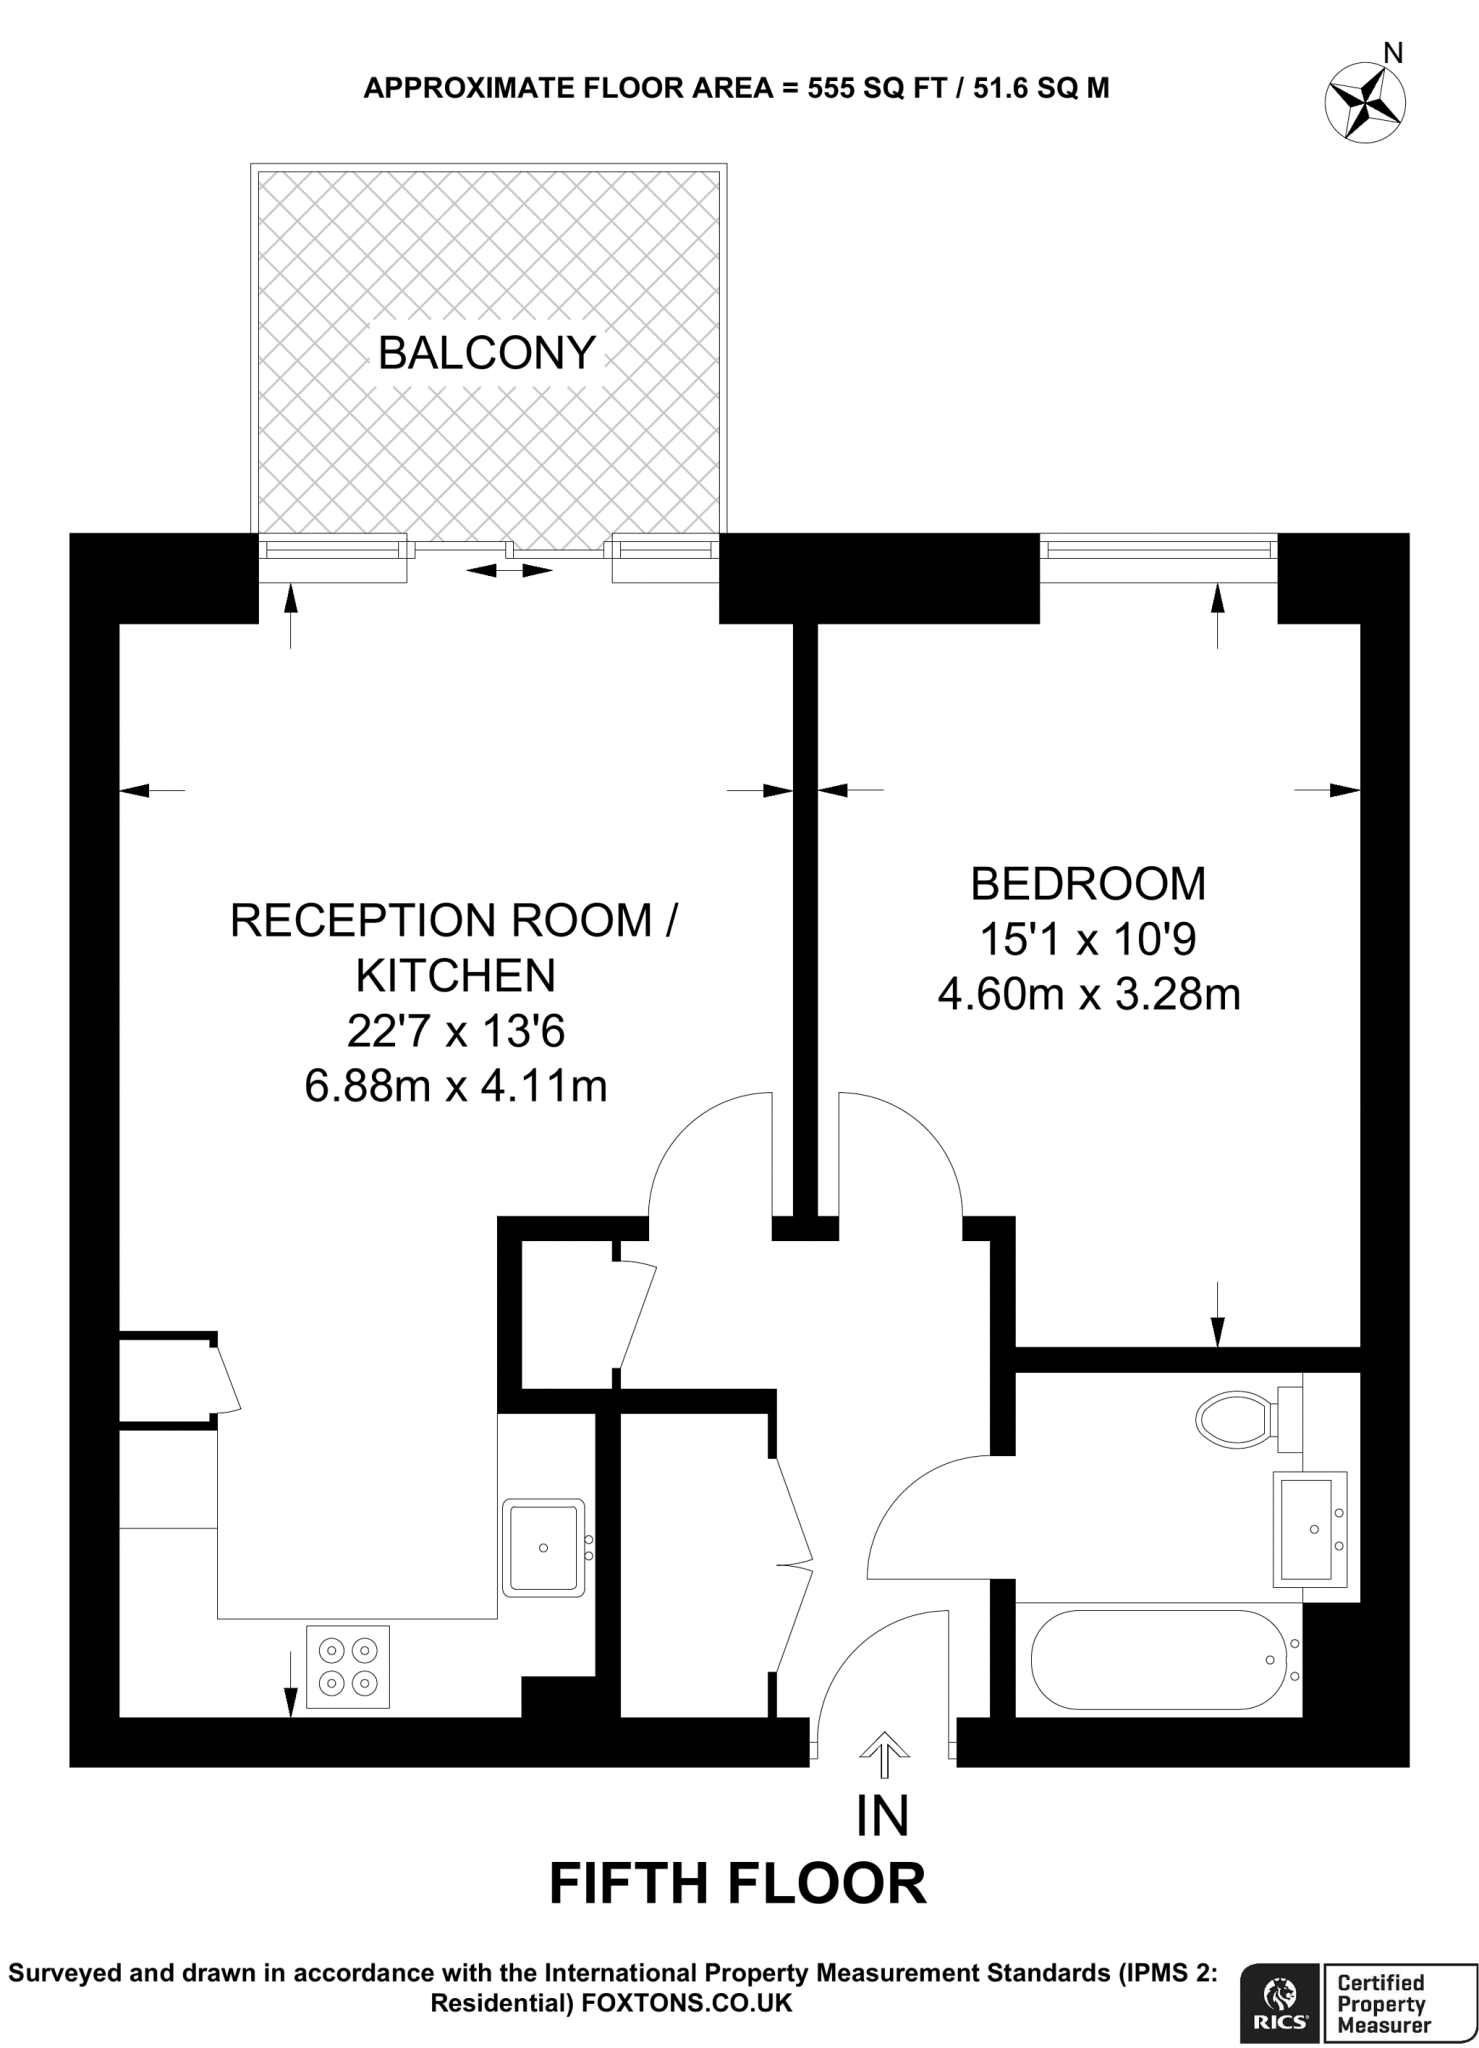 N
APPROXIMATE FLOOR AREA = 555 SQ FT / 51.6 SQ M
BALCONY
RECEPTION ROOM /
KITCHEN
22'7 x 13'6
6.88m x 4.11m
BEDROOM
15'1 x 10'9
4.60m x 3.28m
IN
FIFTH FLOOR
Surveyed and drawn in accordance with the International Property Measurement Standards (IPMS 2:
Residential) FOXTONS.CO.UK
RICS
Certified
Property
Measurer